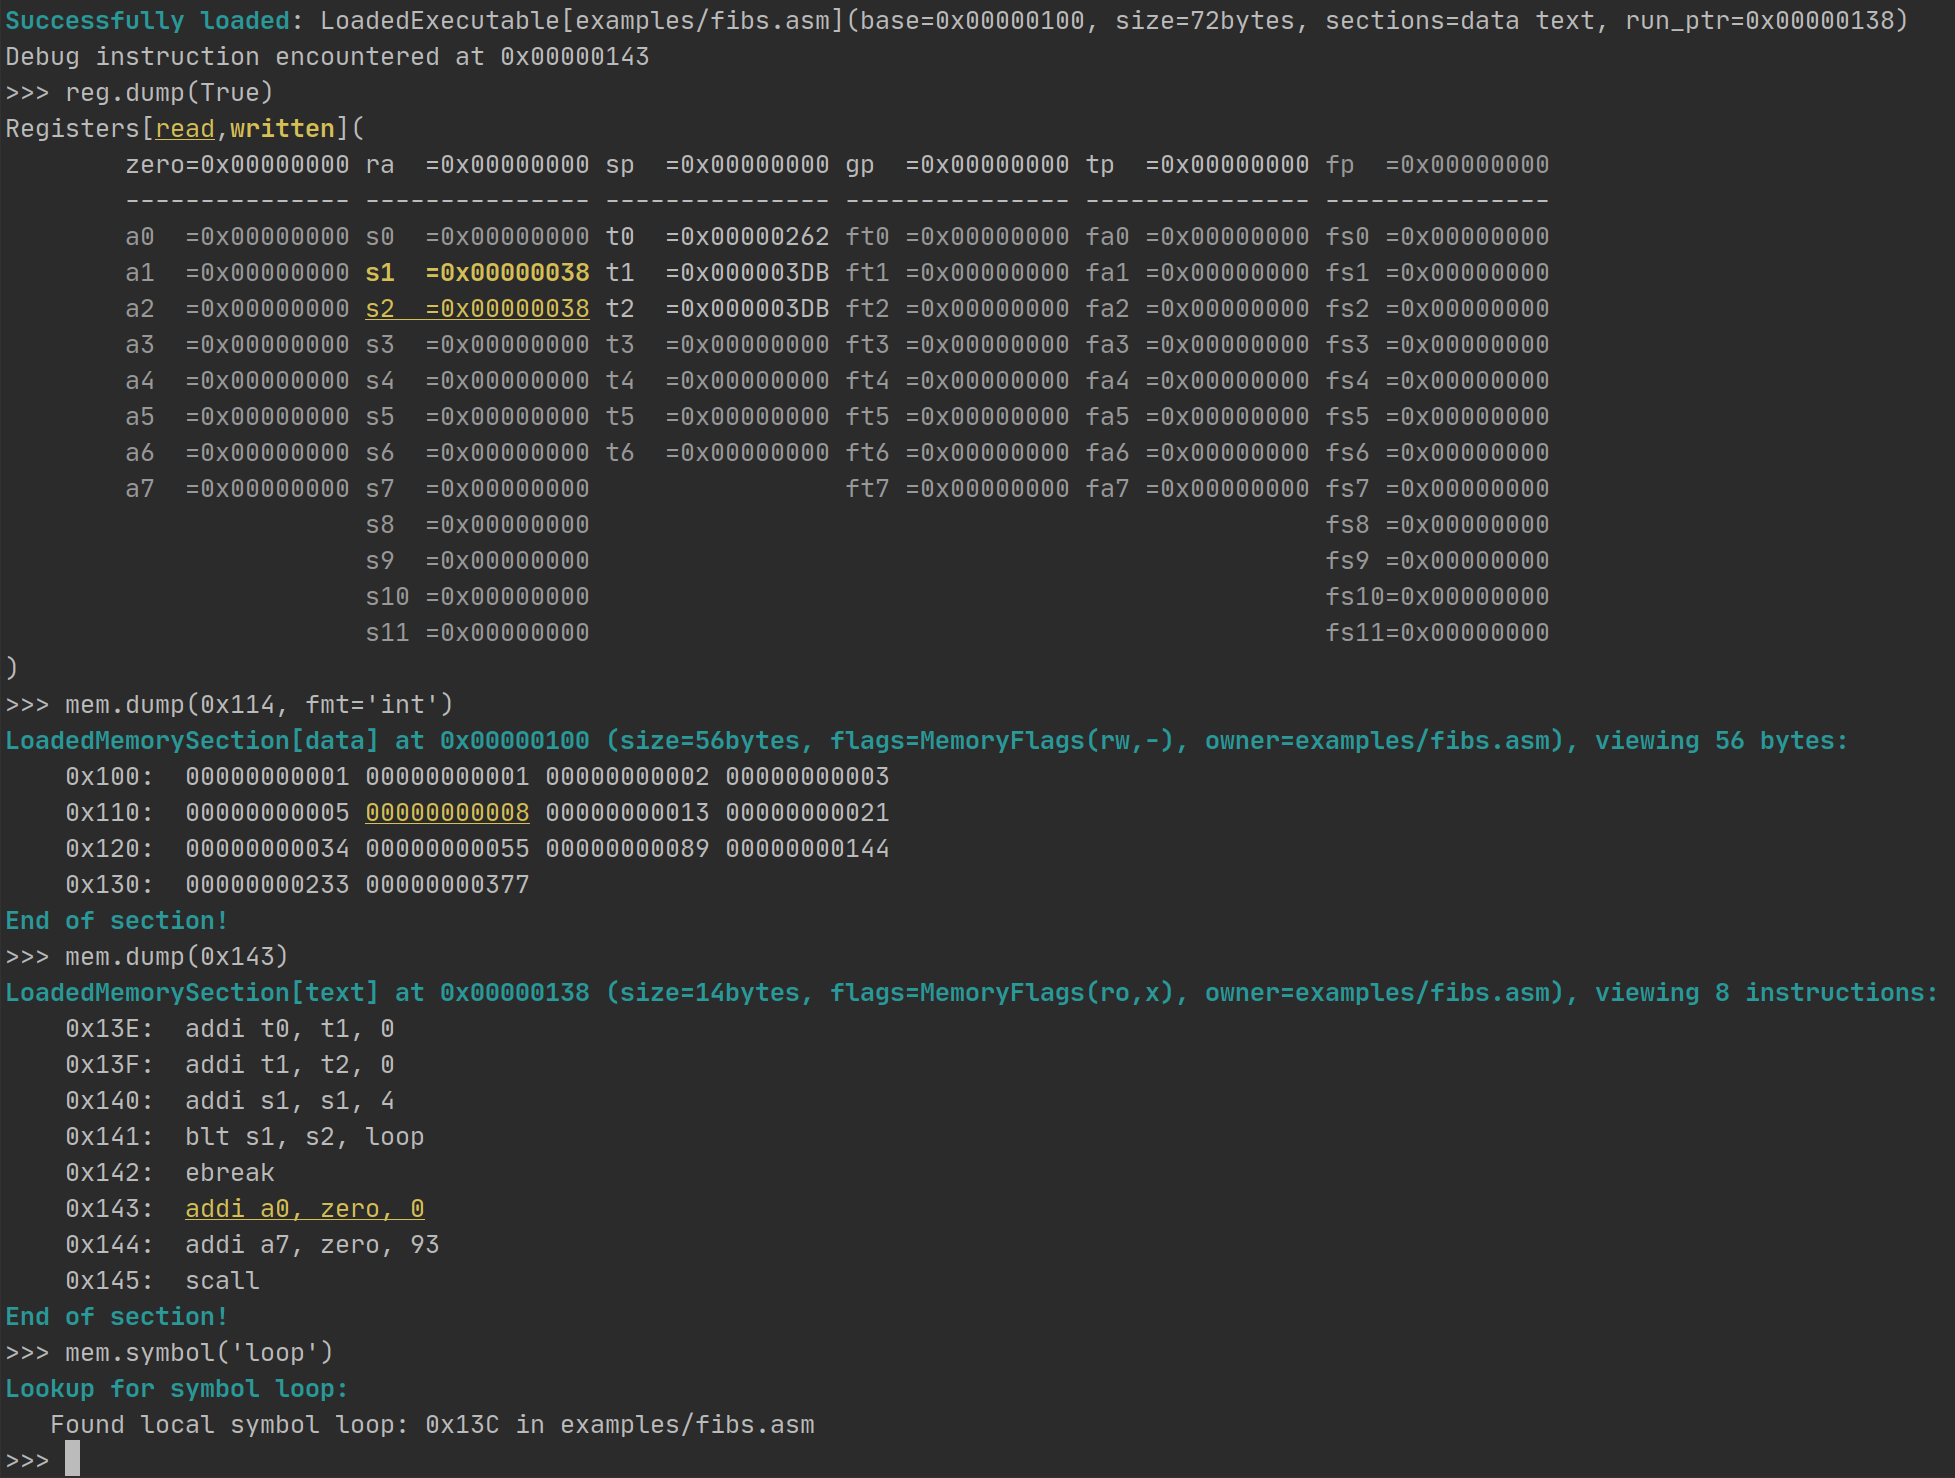 Successfully loaded: LoadedExecutable[examples/fibs.asm](base=0x00000100, size=72bytes, sections=data text, run_ptr=0x00000138)
Debug instruction encountered at 0x00000143
>>> reg.dump(True)
Registers[read,written](
        zero=0x00000000 ra  =0x00000000 sp  =0x00000000 gp  =0x00000000 tp  =0x00000000 fp  =0x00000000
        --------------- --------------- --------------- --------------- --------------- ---------------
        a0  =0x00000000 s0  =0x00000000 t0  =0x00000262 ft0 =0x00000000 fa0 =0x00000000 fs0 =0x00000000
        a1  =0x00000000 s1  =0x00000038 t1  =0x000003DB ft1 =0x00000000 fa1 =0x00000000 fs1 =0x00000000
        a2  =0x00000000 s2  =0x00000038 t2  =0x000003DB ft2 =0x00000000 fa2 =0x00000000 fs2 =0x00000000
        a3  =0x00000000 s3  =0x00000000 t3  =0x00000000 ft3 =0x00000000 fa3 =0x00000000 fs3 =0x00000000
        a4  =0x00000000 s4  =0x00000000 t4  =0x00000000 ft4 =0x00000000 fa4 =0x00000000 fs4 =0x00000000
        a5  =0x00000000 s5  =0x00000000 t5  =0x00000000 ft5 =0x00000000 fa5 =0x00000000 fs5 =0x00000000
        a6  =0x00000000 s6  =0x00000000 t6  =0x00000000 ft6 =0x00000000 fa6 =0x00000000 fs6 =0x00000000
        a7  =0x00000000 s7  =0x00000000                 ft7 =0x00000000 fa7 =0x00000000 fs7 =0x00000000
                        s8  =0x00000000                                                 fs8 =0x00000000
                        s9  =0x00000000                                                 fs9 =0x00000000
                        s10 =0x00000000                                                 fs10=0x00000000
                        s11 =0x00000000                                                 fs11=0x00000000
)
>>> mem.dump(0x114, fmt='int')
LoadedMemorySection[data] at 0x00000100 (size=56bytes, flags=MemoryFlags(rw,-), owner=examples/fibs.asm), viewing 56 bytes:
    0x100:  00000000001 00000000001 00000000002 00000000003
    0x110:  00000000005 00000000008 00000000013 00000000021
    0x120:  00000000034 00000000055 00000000089 00000000144
    0x130:  00000000233 00000000377
End of section!
>>> mem.dump(0x143)
LoadedMemorySection[text] at 0x00000138 (size=14bytes, flags=MemoryFlags(ro,x), owner=examples/fibs.asm), viewing 8 instructions:
    0x13E:  addi t0, t1, 0
    0x13F:  addi t1, t2, 0
    0x140:  addi s1, s1, 4
    0x141:  blt s1, s2, loop
    0x142:  ebreak
    0x143:  addi a0, zero, 0
    0x144:  addi a7, zero, 93
    0x145:  scall
End of section!
>>> mem.symbol('loop')
Lookup for symbol loop:
   Found local symbol loop: 0x13C in examples/fibs.asm
>>>